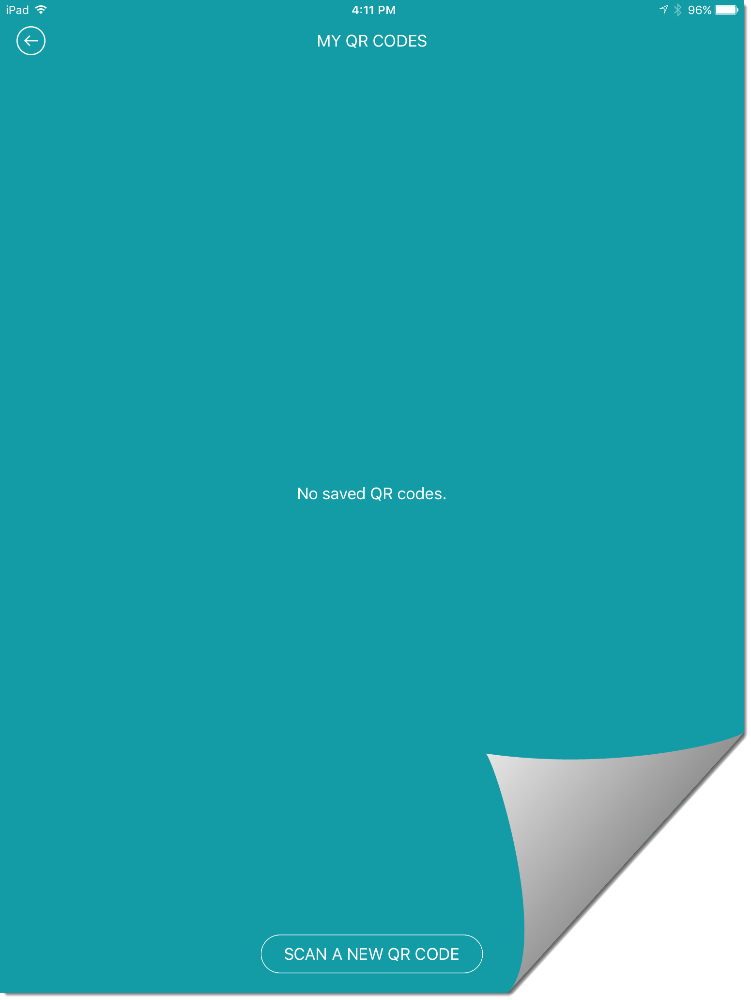 iPad 4:11 PM 96%
MY QR CODES
No saved QR codes.
SCAN A NEW QR CODE